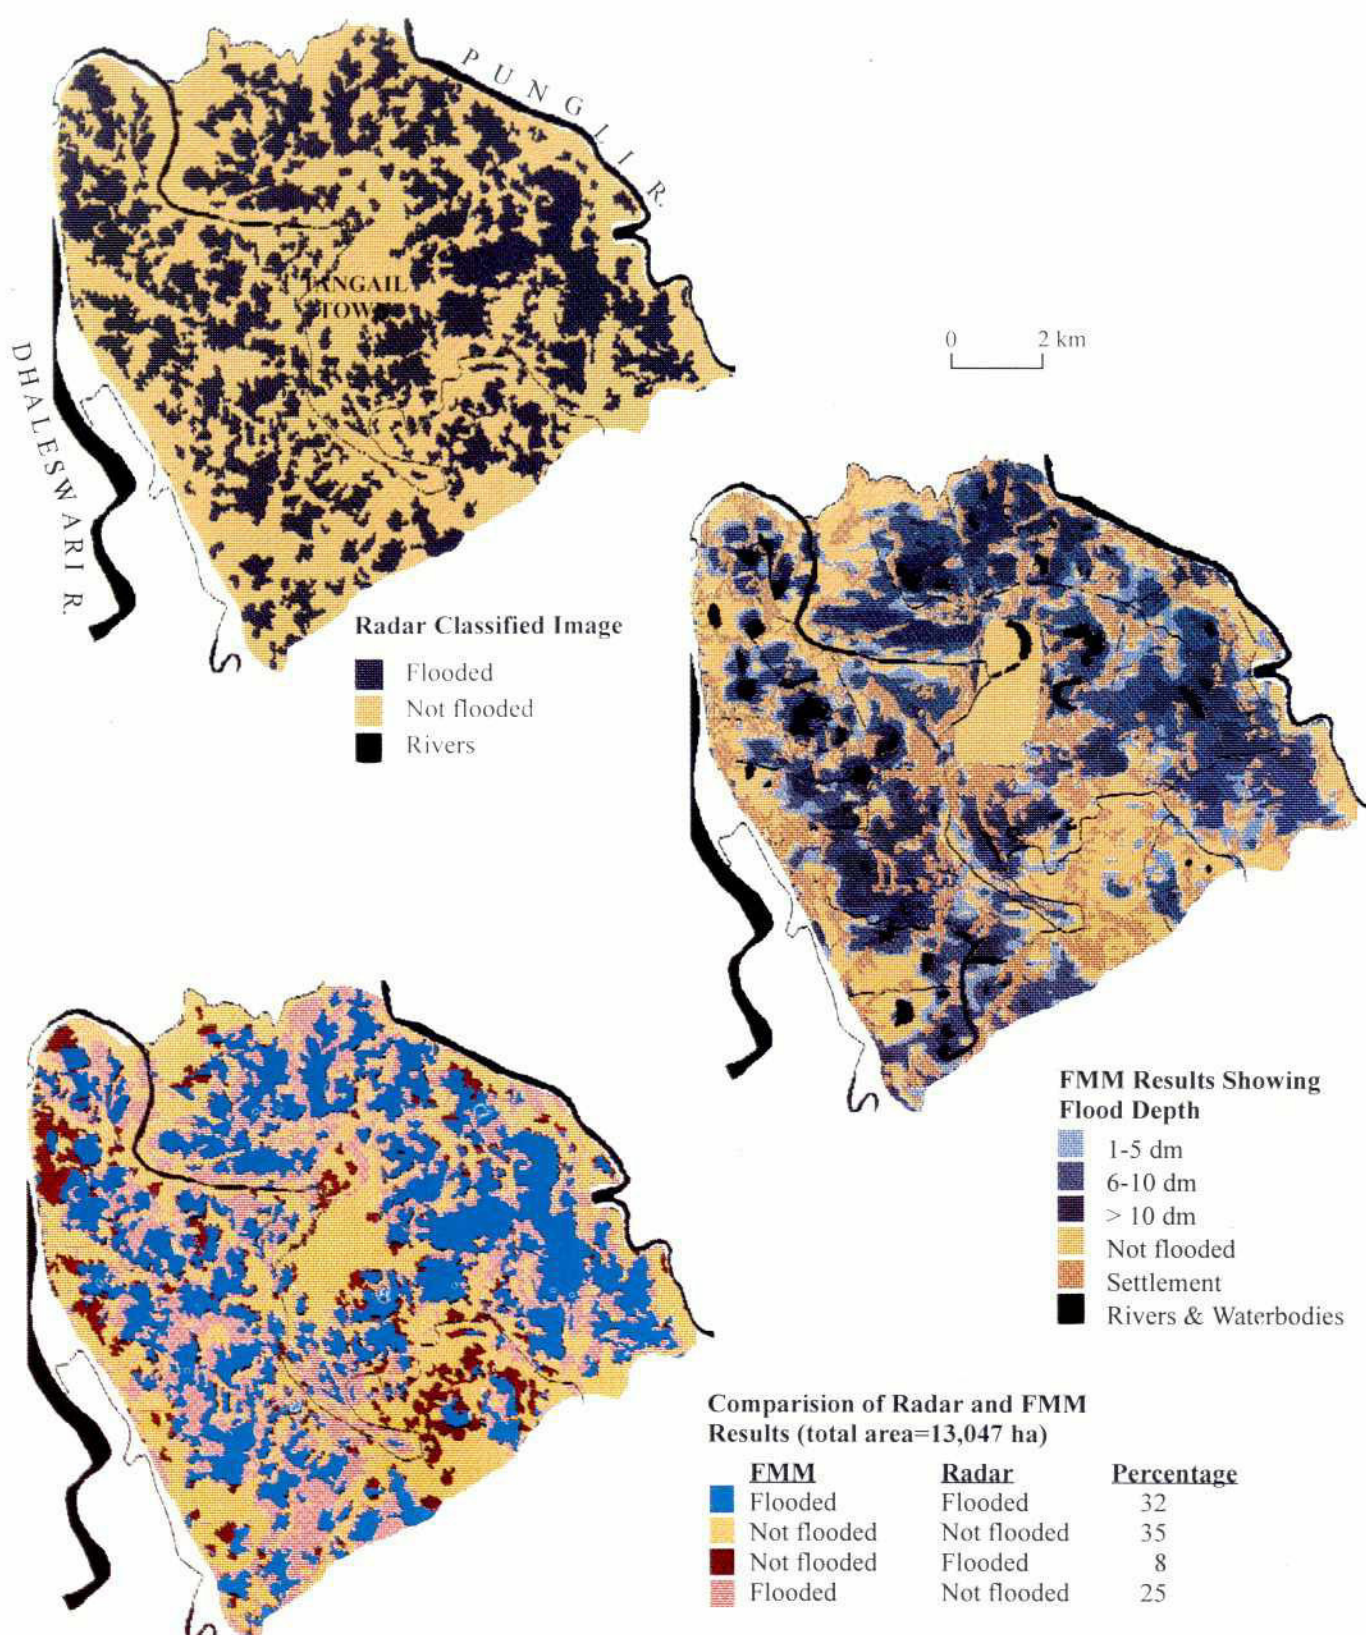 PUNGLI R.
TANGAIL
TOWN
0 2 km
DHALESWARI R.
Radar Classified Image
Flooded
Not flooded
Rivers
FMM Results Showing
Flood Depth
1-5 dm
6-10 dm
> 10 dm
Not flooded
Settlement
Rivers & Waterbodies
Comparision of Radar and FMM
Results (total area=13,047 ha)
FMM Radar Percentage
Flooded Flooded 32
Not flooded Not flooded 35
Not flooded Flooded 8
Flooded Not flooded 25